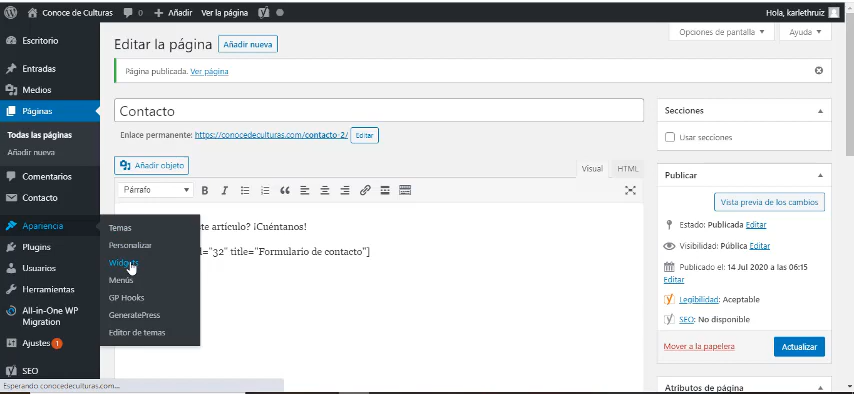 Conoce de Culturas 0 Añadir Ver la página Hola, karlethruiz
Escritorio
Entradas
Medios
Páginas
Todas las páginas
Añadir nueva
Comentarios
Contacto
Apariencia
Plugins
Usuarios
Herramientas
All-in-One WP
Migration
Ajustes 1
SEO
Temas
Personalizar
Widgets
Menús
GP Hooks
GeneratePress
Editor de temas
Opciones de pantalla Ayuda
Editar la página Añadir nueva
Página publicada. Ver página
Contacto
Enlace permanente: https://conocedeculturas.com/contacto-2/ Editar
Añadir objeto
Visual HTML
Párrafo B I
ste artículo? ¡Cuéntanos!
d="32" title="Formulario de contacto"]
Secciones
Usar secciones
Publicar
Vista previa de los cambios
Estado: Publicada Editar
Visibilidad: Pública Editar
Publicado el: 14 Jul 2020 a las 06:15
Editar
Legibilidad: Aceptable
SEO: No disponible
Mover a la papelera Actualizar
Atributos de página
Esperando conocedeculturas.com...